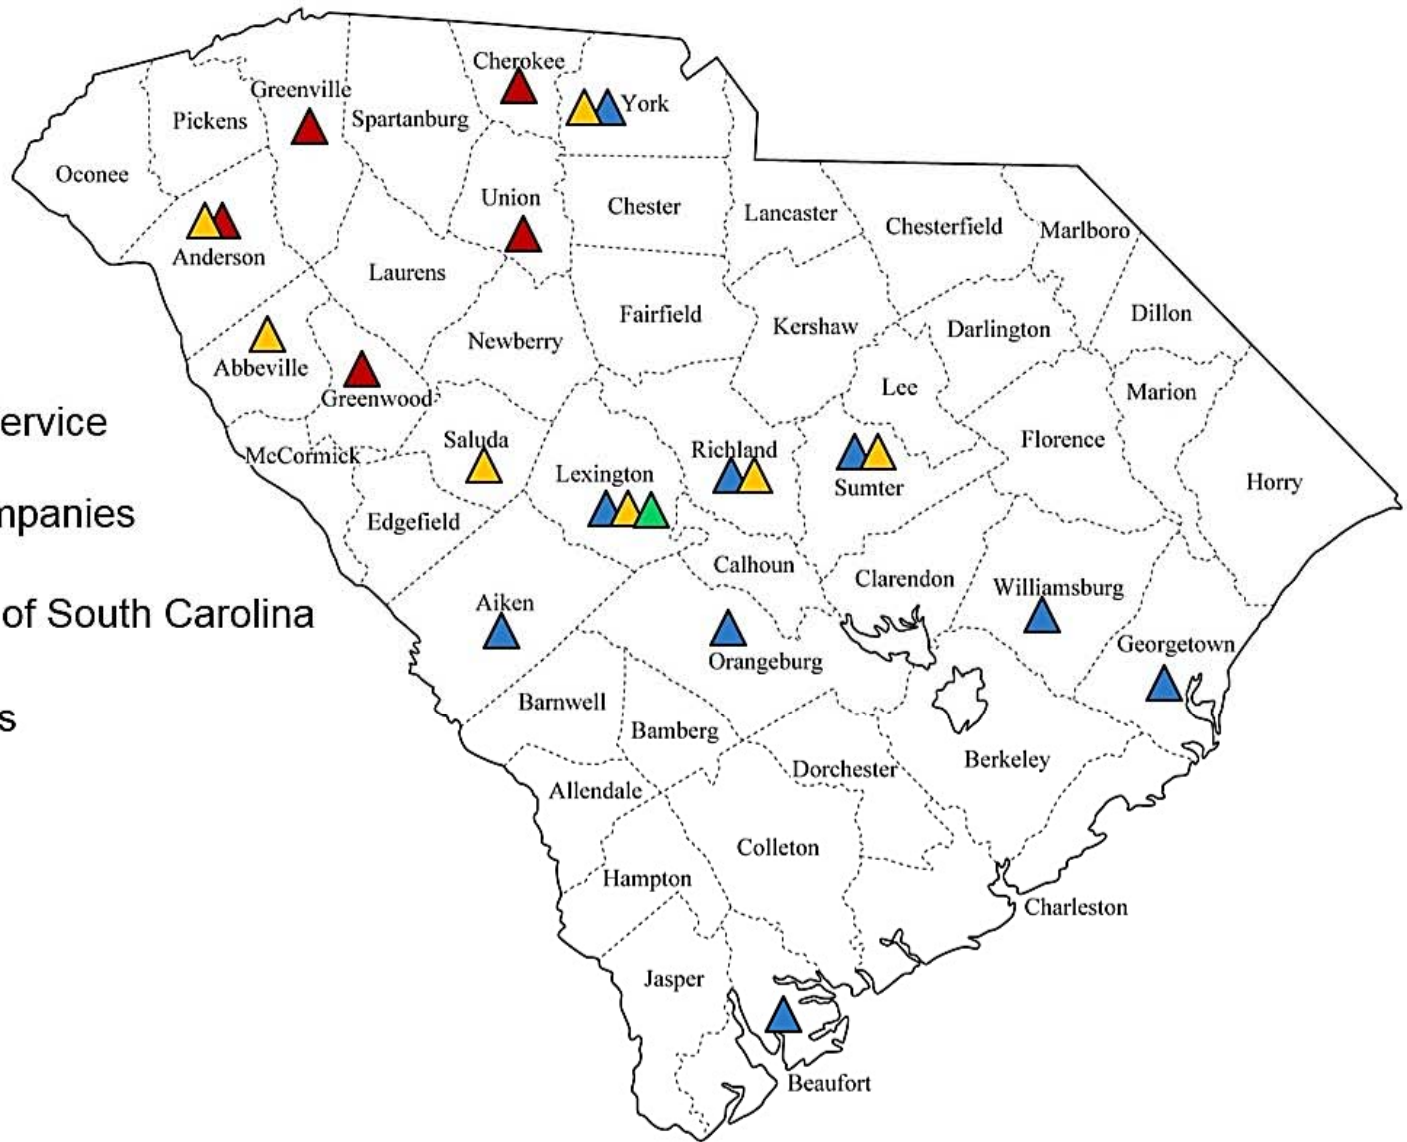 Cherokee
Greenville
York
Pickens
Spartanburg
Oconee
Union
Chester
Lancaster
Chesterfield
Marlboro
Anderson
Laurens
Fairfield
Kershaw
Darlington
Dillon
Newberry
Abbeville
Lee
Marion
Greenwood
ervice
Saluda
Richland
Florence
McCormick
Lexington
Sumter
Horry
mpanies
Edgefield
Calhoun
Clarendon
Williamsburg
of South Carolina
Aiken
Georgetown
Orangeburg
Barnwell
s
Bamberg
Berkeley
Dorchester
Allendale
Colleton
Hampton
Charleston
Jasper
Beaufort